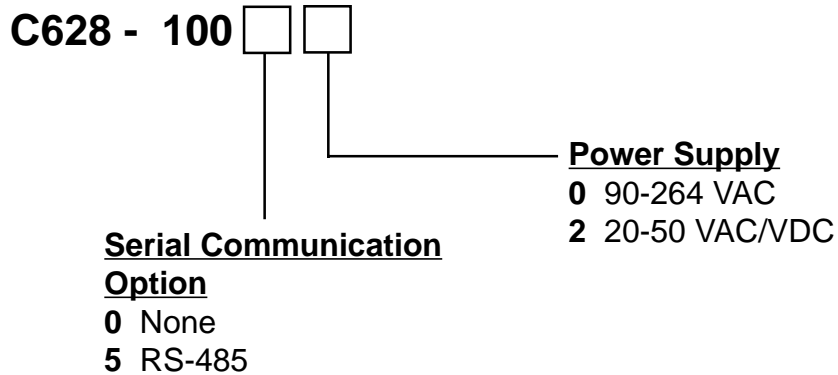 C628 - 100
Power Supply
0 90-264 VAC
2 20-50 VAC/VDC
Serial Communication
Option
0 None
5 RS-485